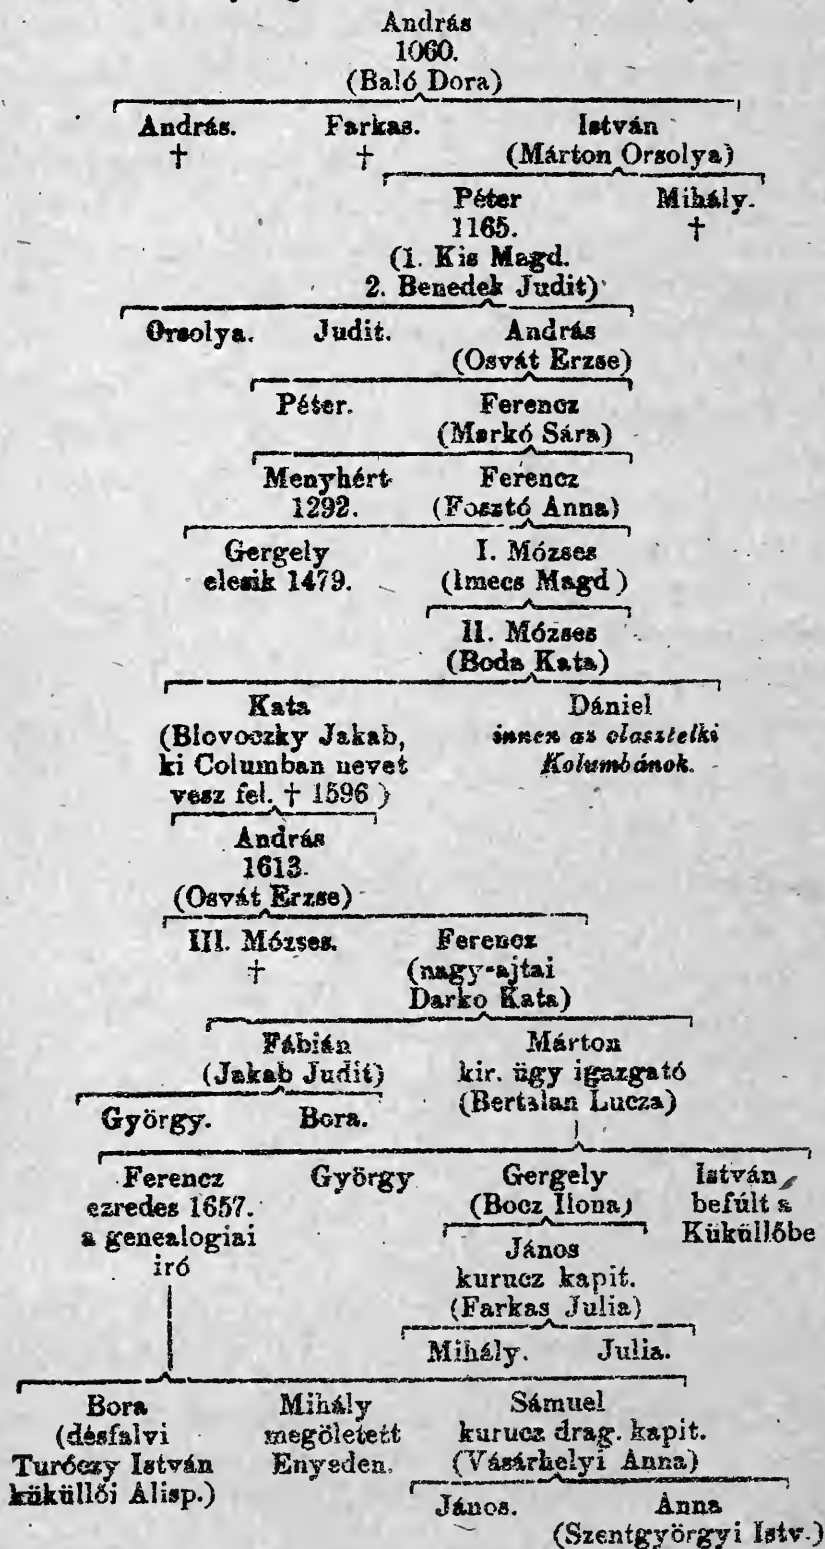 András
1060.
(Baló Dora)
András. Farkas. István
† † (Márton Orsolya)
Péter Mihály.
1165. †
(1. Kis Magd.
2. Benedek Judit)
Orsolya. Judit. András
(Osvát Erzse)
Péter. Ferencz
(Markó Sára)
Menyhért Ferencz
1292. (Fosztó Anna)
Gergely I. Mózses
elesik 1479. (Imecs Magd)
II. Mózses
(Boda Kata)
Kata Dániel
(Blovoczky Jakab, innen az olasztelki
ki Columban nevet Kolumbánok.
vesz fel. † 1596)
András
1613.
(Osvát Erzse)
III. Mózses. Ferencz
† (nagy-ajtai
Darko Kata)
Fábián Márton
(Jakab Judit) kir. ügy igazgató
György. Bora. (Bertalan Lucza)
Ferencz György Gergely István
ezredes 1657. (Bocz Ilona) befúlt a
a genealogiai János Küküllőbe
iró kurucz kapit.
(Farkas Julia)
Mihály. Julia.
Bora Mihály Sámuel
(désfalvi megöletett kurucz drag. kapit.
Turóczy István Enyeden. (Vásárhelyi Anna)
küküllői Alisp.) János. Anna
(Szentgyörgyi Istv.)